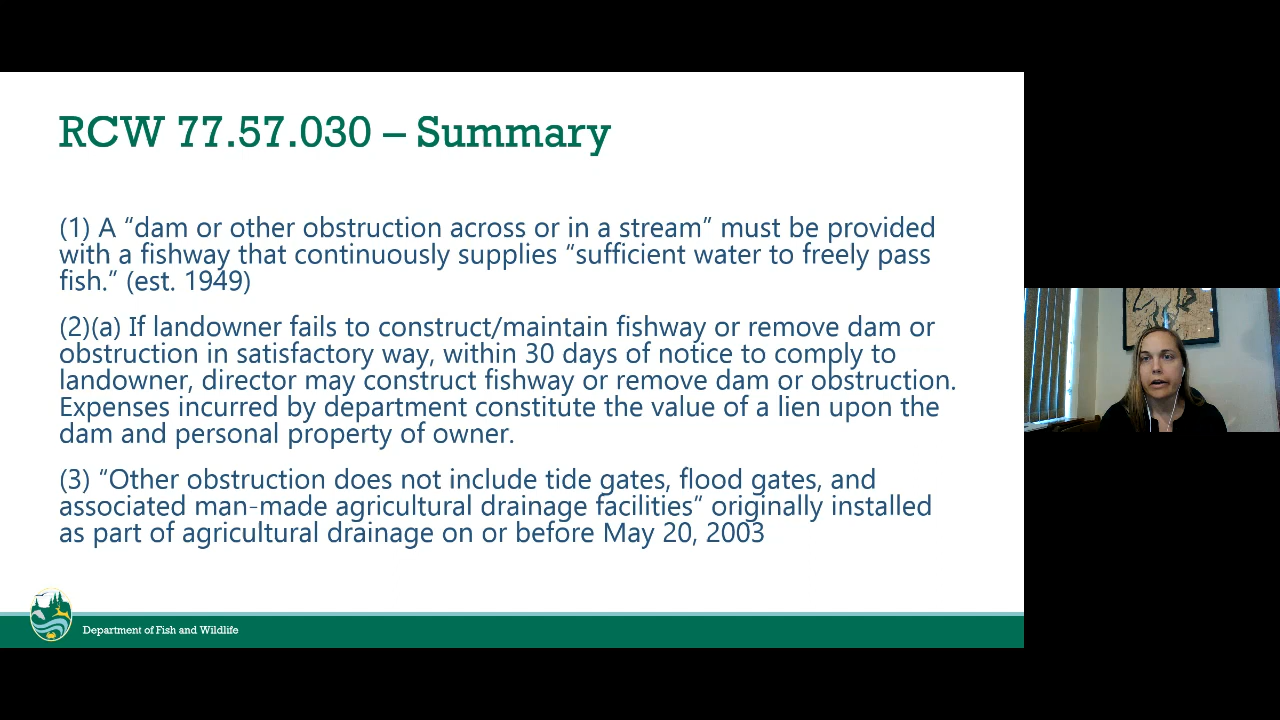 RCW 77.57.030 – Summary
(1) A “dam or other obstruction across or in a stream” must be provided
with a fishway that continuously supplies “sufficient water to freely pass
fish.” (est. 1949)
(2)(a) If landowner fails to construct/maintain fishway or remove dam or
obstruction in satisfactory way, within 30 days of notice to comply to
landowner, director may construct fishway or remove dam or obstruction.
Expenses incurred by department constitute the value of a lien upon the
dam and personal property of owner.
(3) “Other obstruction does not include tide gates, flood gates, and
associated man-made agricultural drainage facilities” originally installed
as part of agricultural drainage on or before May 20, 2003
Department of Fish and Wildlife